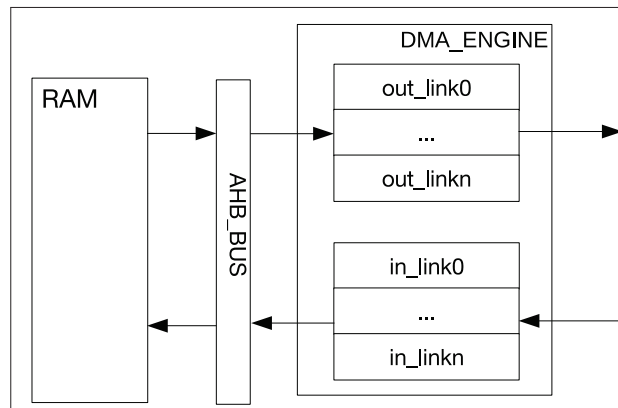 DMA_ENGINE
RAM
out_link0
...
out_linkn
AHB_BUS
in_link0
...
in_linkn